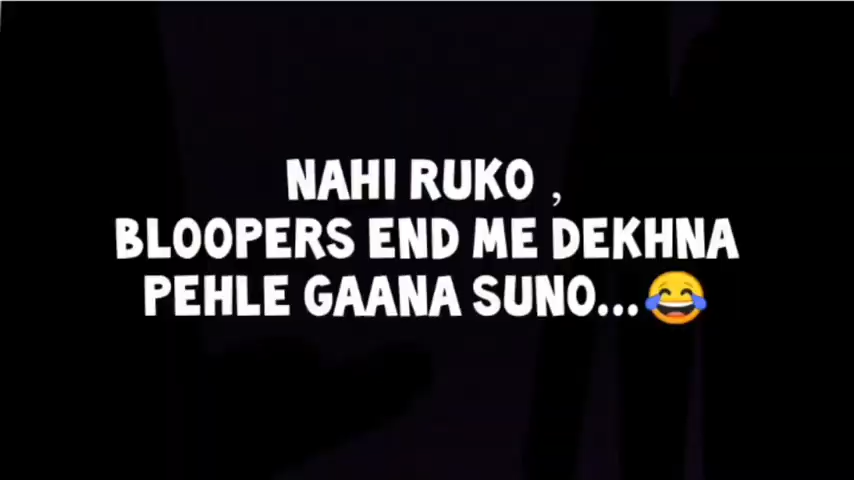 NAHI RUKO ,
BLOOPERS END ME DEKHNA
PEHLE GAANA SUNO...😂